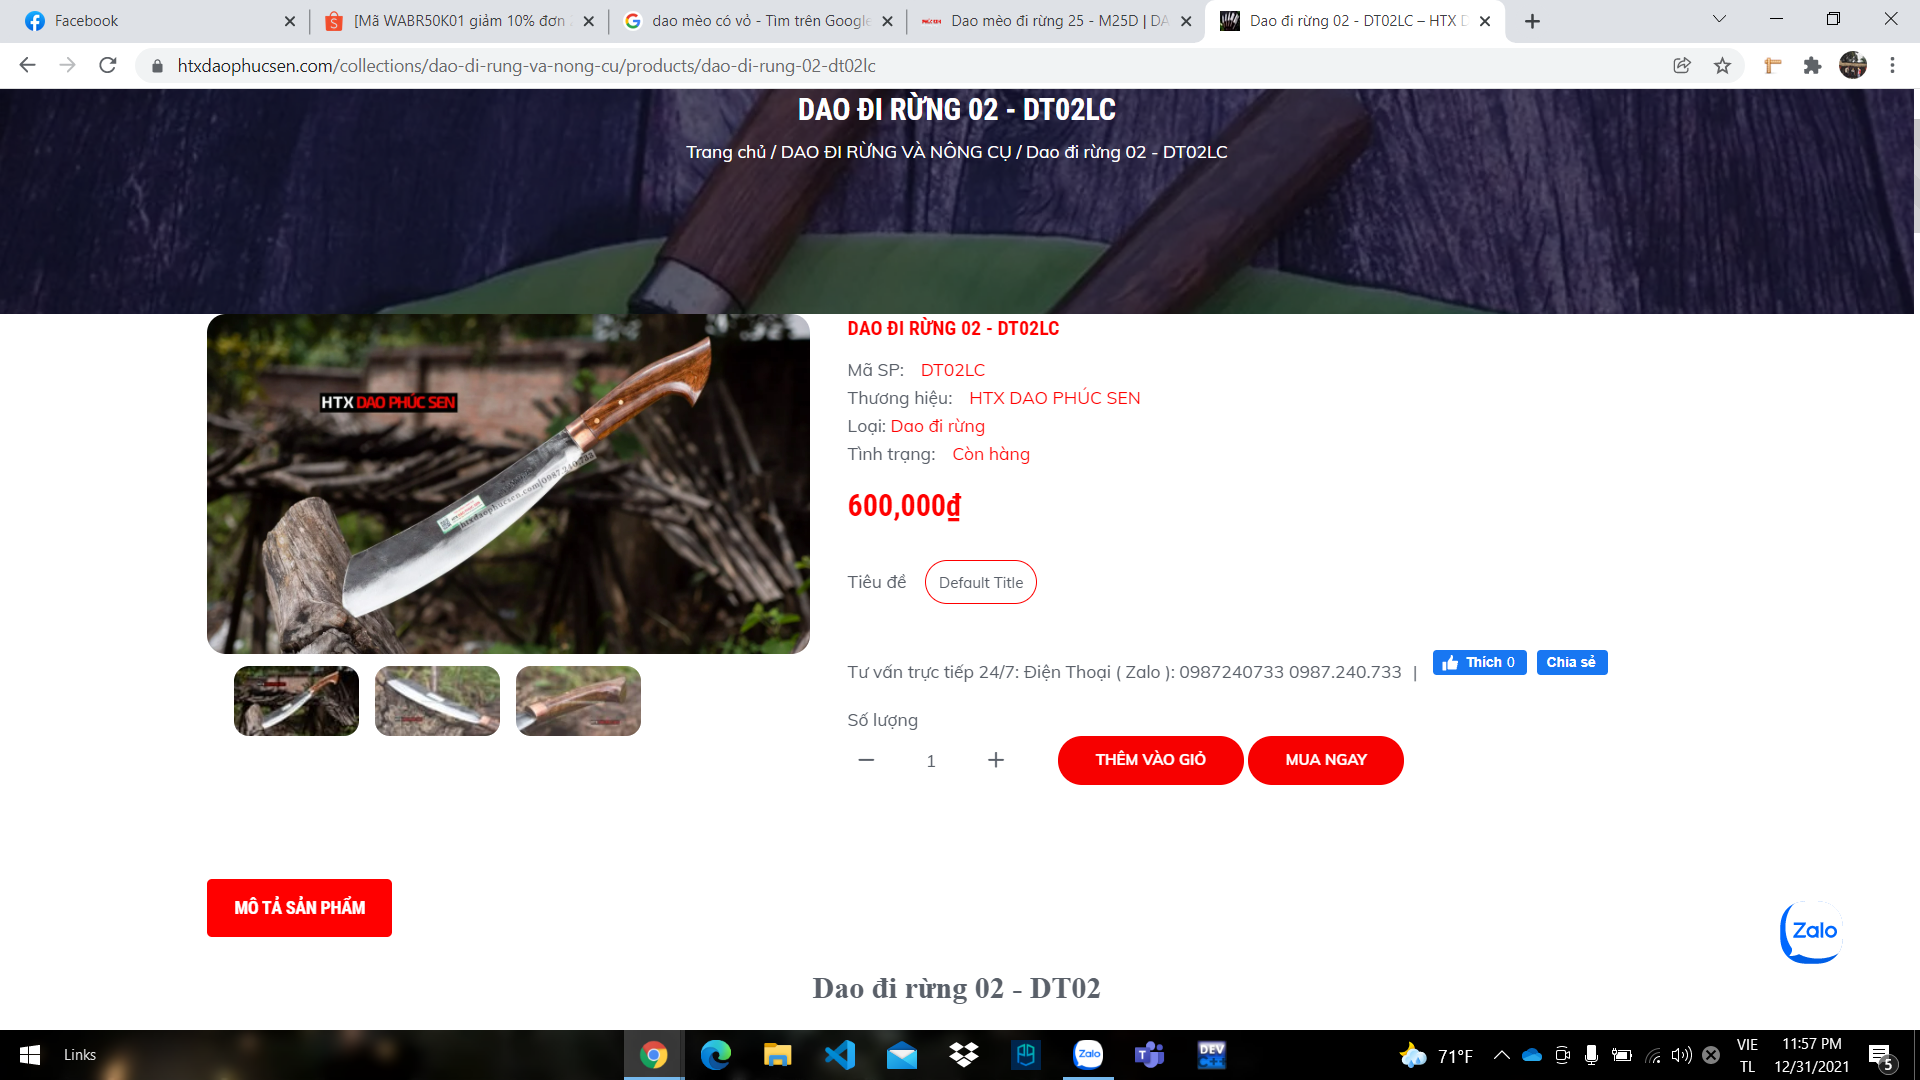 Facebook
[Mã WABR50K01 giảm 10% đơn
dao mèo có vỏ - Tìm trên Google
Dao mèo đi rừng 25 - M25D | DA
Dao đi rừng 02 - DT02LC – HTX D
htxdaophucsen.com/collections/dao-di-rung-va-nong-cu/products/dao-di-rung-02-dt02lc
DAO ĐI RỪNG 02 - DT02LC
Trang chủ / DAO ĐI RỪNG VÀ NÔNG CỤ / Dao đi rừng 02 - DT02LC
HTX DAO PHÚC SEN
htxdaophucsen.com|0987.240.733
DAO ĐI RỪNG 02 - DT02LC
Mã SP: DT02LC
Thương hiệu: HTX DAO PHÚC SEN
Loại: Dao đi rừng
Tình trạng: Còn hàng
600,000₫
Tiêu đề Default Title
Tư vấn trực tiếp 24/7: Điện Thoại ( Zalo ): 0987240733 0987.240.733 |
Thích 0
Chia sẻ
Số lượng
1
THÊM VÀO GIỎ
MUA NGAY
MÔ TẢ SẢN PHẨM
Zalo
Dao đi rừng 02 - DT02
Links
Zalo
DEV
C++
71°F
VIE
TL
11:57 PM
12/31/2021
5